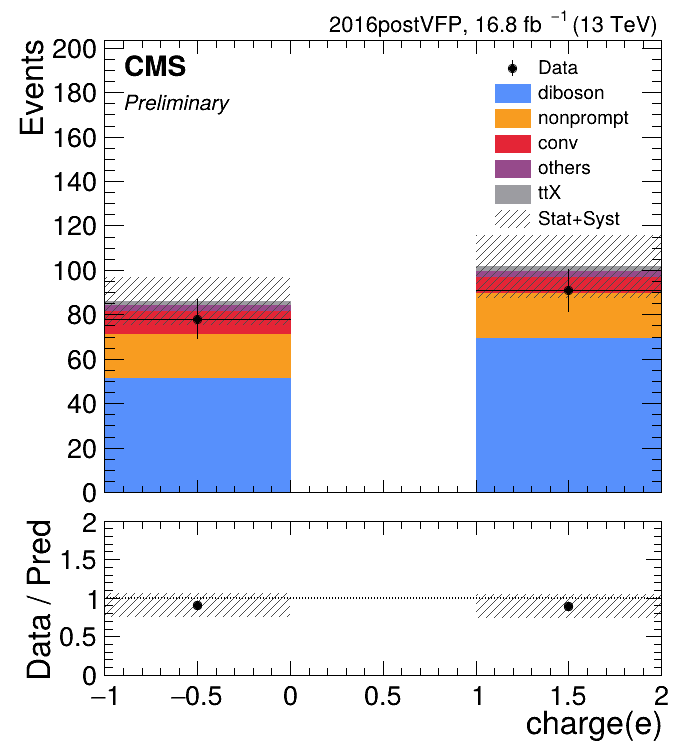 2016postVFP, 16.8 fb⁻¹ (13 TeV)
CMS
Preliminary
Events
200
180
160
140
120
100
80
60
40
20
0
Data
diboson
nonprompt
conv
others
ttX
Stat+Syst
Data / Pred
2
1.5
1
0.5
0
−1 −0.5 0 0.5 1 1.5 2
charge(e)